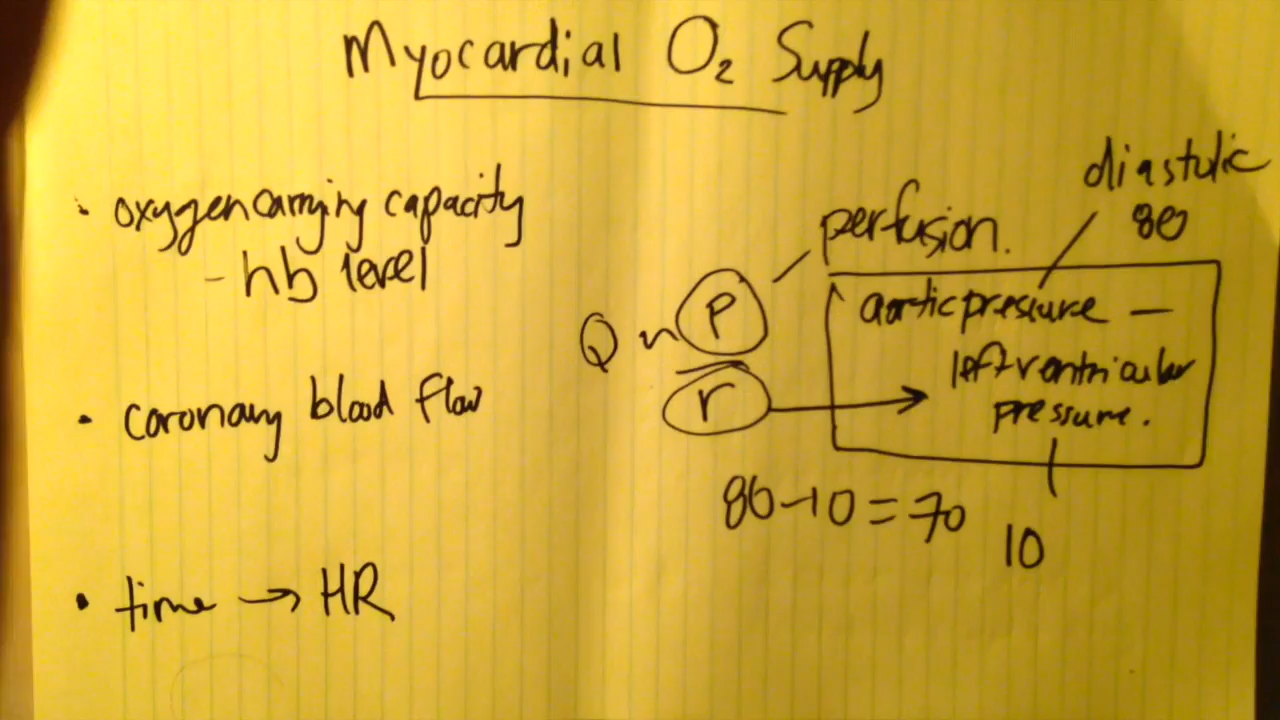 Myocardial O2 Supply
• oxygen carrying capacity
- hb level
• coronary blood flow
• time → HR
Q ∝ P
r
perfusion.
diastolic
80
aortic pressure —
left ventricular
pressure.
80-10=70
10